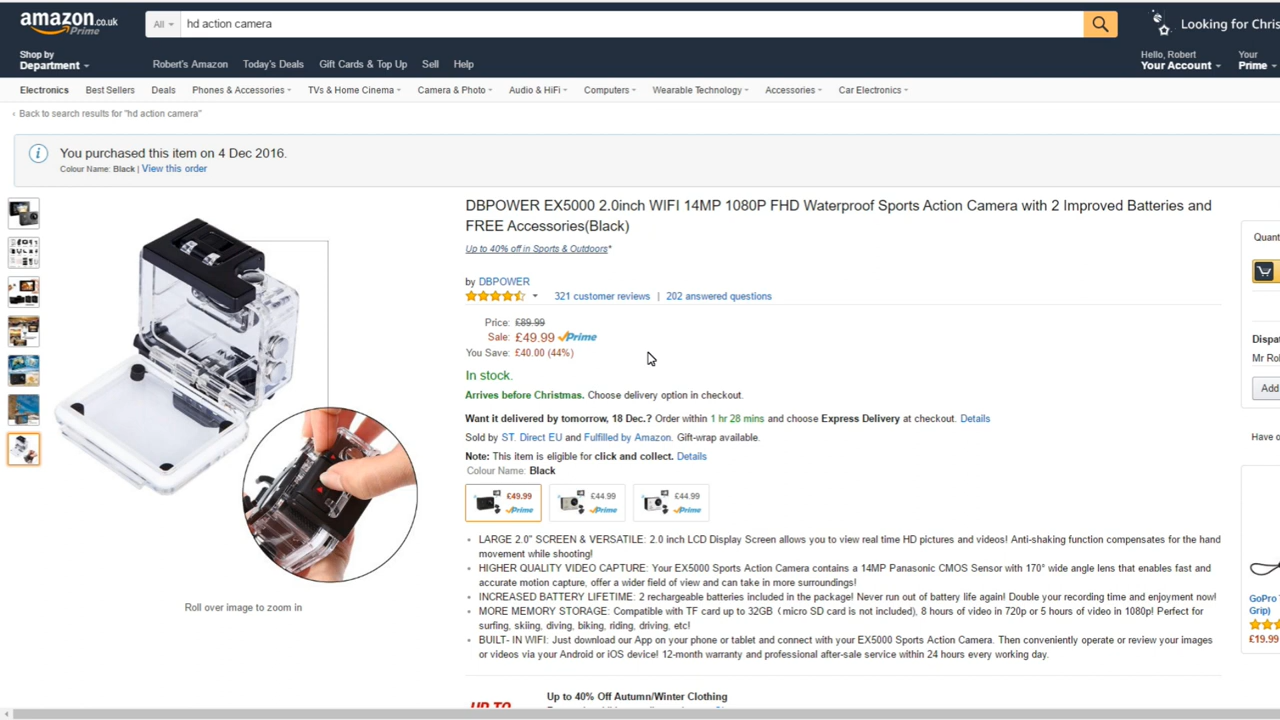 amazon.co.uk
Prime
All
hd action camera
Looking for Chris
Shop by
Department
Robert's Amazon
Today's Deals
Gift Cards & Top Up
Sell
Help
Hello, Robert
Your Account
Your
Prime
Electronics
Best Sellers
Deals
Phones & Accessories
TVs & Home Cinema
Camera & Photo
Audio & HiFi
Computers
Wearable Technology
Accessories
Car Electronics
‹ Back to search results for "hd action camera"
You purchased this item on 4 Dec 2016.
Colour Name: Black | View this order
DBPOWER EX5000 2.0inch WIFI 14MP 1080P FHD Waterproof Sports Action Camera with 2 Improved Batteries and
FREE Accessories(Black)
Up to 40% off in Sports & Outdoors*
by DBPOWER
321 customer reviews | 202 answered questions
Price: £89.99
Sale: £49.99 Prime
You Save: £40.00 (44%)
In stock.
Arrives before Christmas. Choose delivery option in checkout.
Want it delivered by tomorrow, 18 Dec.? Order within 1 hr 28 mins and choose Express Delivery at checkout. Details
Sold by ST. Direct EU and Fulfilled by Amazon. Gift-wrap available.
Note: This item is eligible for click and collect. Details
Colour Name: Black
£49.99
Prime
£44.99
Prime
£44.99
Prime
• LARGE 2.0" SCREEN & VERSATILE: 2.0 inch LCD Display Screen allows you to view real time HD pictures and videos! Anti-shaking function compensates for the hand
movement while shooting!
• HIGHER QUALITY VIDEO CAPTURE: Your EX5000 Sports Action Camera contains a 14MP Panasonic CMOS Sensor with 170° wide angle lens that enables fast and
accurate motion capture, offer a wider field of view and can take in more surroundings!
• INCREASED BATTERY LIFETIME: 2 rechargeable batteries included in the package! Never run out of battery life again! Double your recording time and enjoyment now!
• MORE MEMORY STORAGE: Compatible with TF card up to 32GB（micro SD card is not included), 8 hours of video in 720p or 5 hours of video in 1080p! Perfect for
surfing, skiing, diving, biking, riding, driving, etc!
• BUILT- IN WIFI: Just download our App on your phone or tablet and connect with your EX5000 Sports Action Camera. Then conveniently operate or review your images
or videos via your Android or iOS device! 12-month warranty and professional after-sale service within 24 hours every working day.
Roll over image to zoom in
Quant
Dispa
Mr Ro
Add
Have o
GoPro
Grip)
£19.99
UP TO
Up to 40% Off Autumn/Winter Clothing